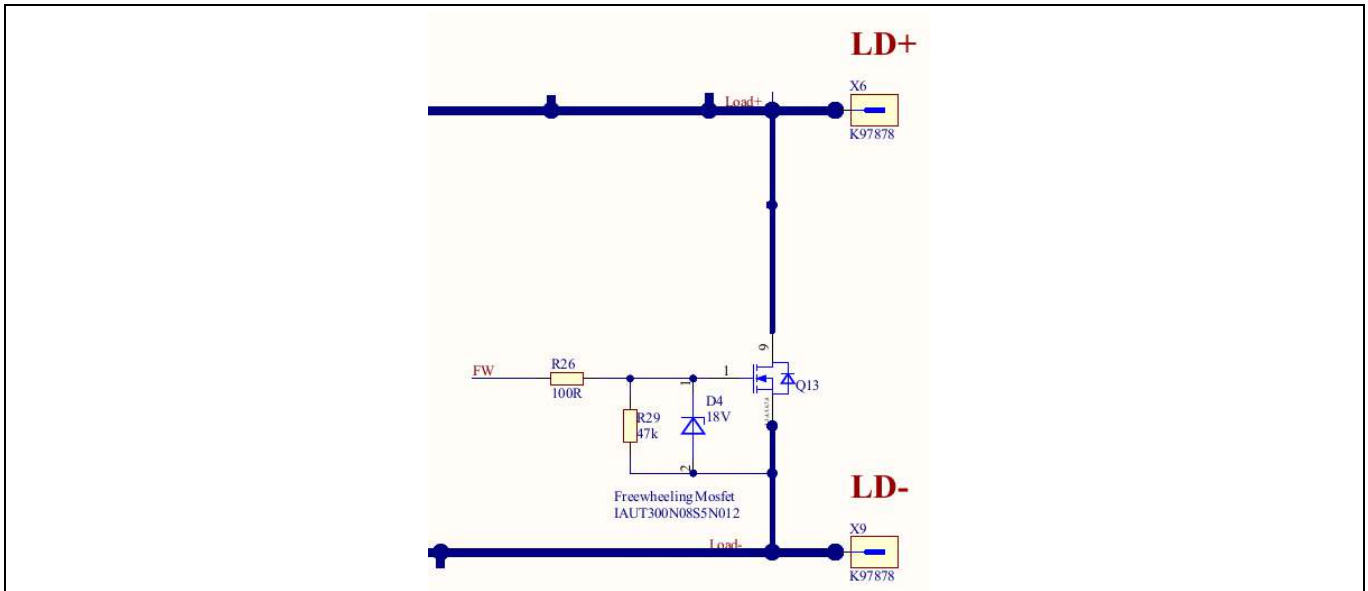 LD+
X6
Load+
K97878
9
FW
R26
1
100R
Q13
1
D4
R29
18V
47k
2
LD-
Freewheeling Mosfet
IAUT300N08S5N012
X9
Load-
K97878